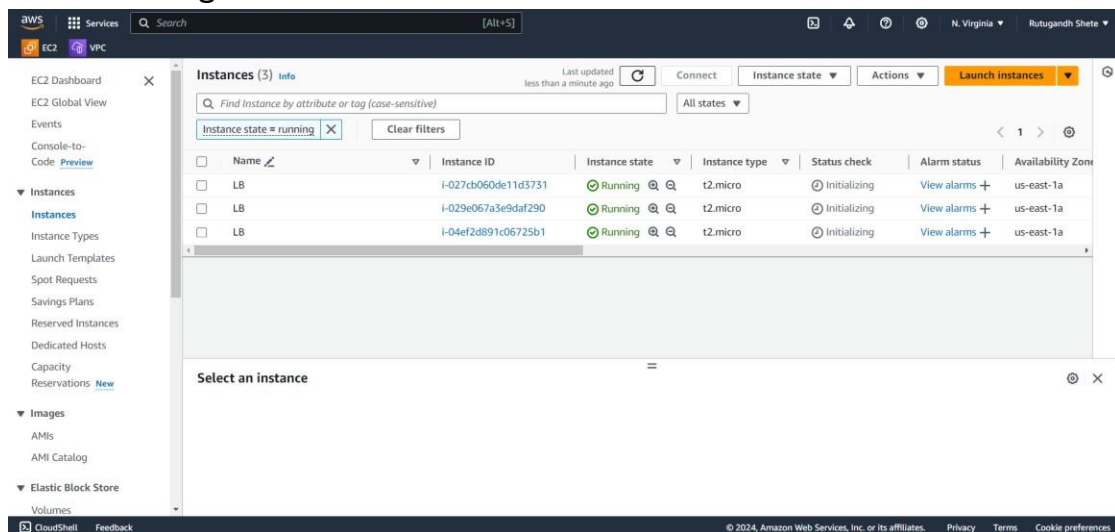 aws Services Search [Alt+S] N. Virginia Rutugandh Shete
EC2 VPC
EC2 Dashboard
EC2 Global View
Events
Console-to-
Code Preview
Instances
Instances
Instance Types
Launch Templates
Spot Requests
Savings Plans
Reserved Instances
Dedicated Hosts
Capacity
Reservations New
Images
AMIs
AMI Catalog
Elastic Block Store
Volumes
Instances (3) Info
Last updated
less than a minute ago
Connect Instance state Actions Launch instances
Find Instance by attribute or tag (case-sensitive) All states
Instance state = running Clear filters
1
Name Instance ID Instance state Instance type Status check Alarm status Availability Zone
LB i-027cb060de11d3731 Running t2.micro Initializing View alarms + us-east-1a
LB i-029e067a3e9daf290 Running t2.micro Initializing View alarms + us-east-1a
LB i-04ef2d891c06725b1 Running t2.micro Initializing View alarms + us-east-1a
Select an instance
CloudShell Feedback © 2024, Amazon Web Services, Inc. or its affiliates. Privacy Terms Cookie preferences